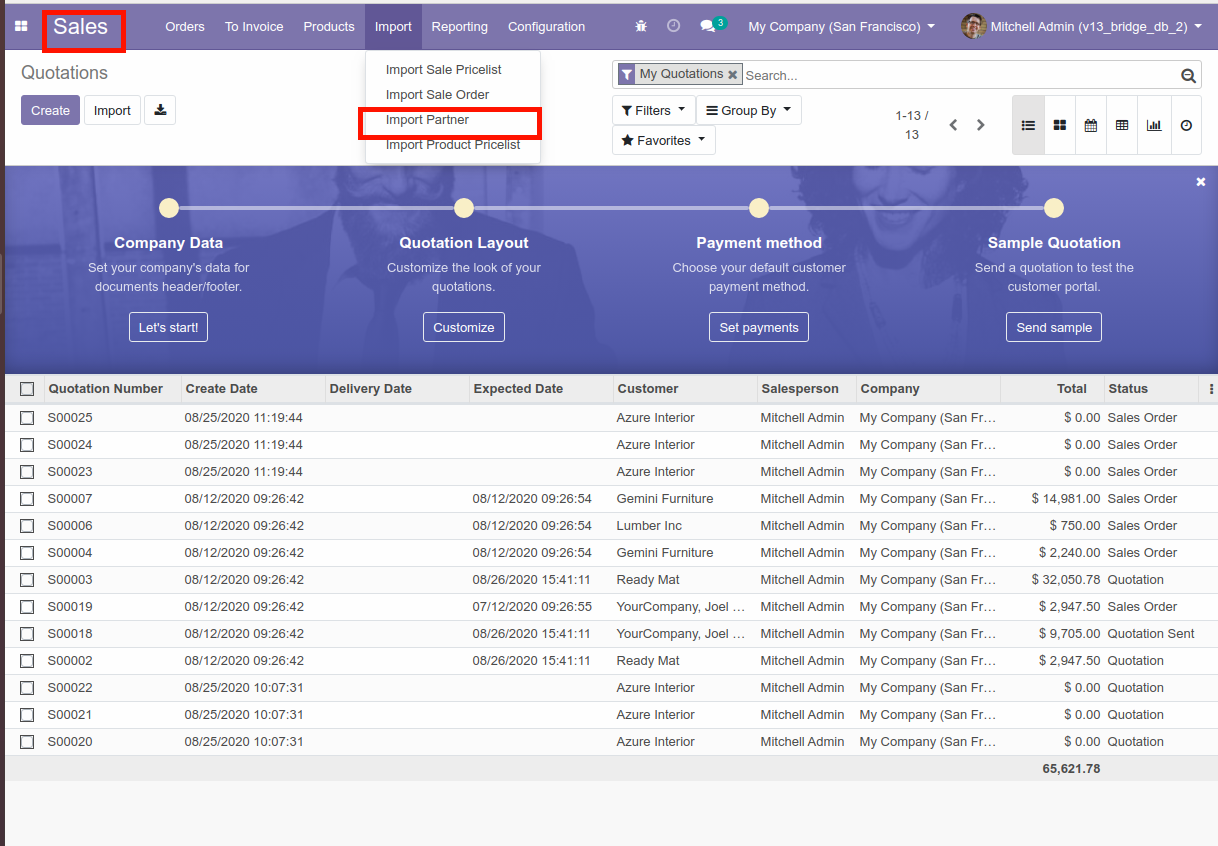 Sales Orders To Invoice Products Import Reporting Configuration 3 My Company (San Francisco) Mitchell Admin (v13_bridge_db_2)
Quotations
Import Sale Pricelist
Import Sale Order
Import Partner
Import Product Pricelist
My Quotations Search...
Create Import
Filters Group By
Favorites
1-13 /
13
Company Data
Set your company's data for
documents header/footer.
Let's start!
Quotation Layout
Customize the look of your
quotations.
Customize
Payment method
Choose your default customer
payment method.
Set payments
Sample Quotation
Send a quotation to test the
customer portal.
Send sample
Quotation Number Create Date Delivery Date Expected Date Customer Salesperson Company Total Status
S00025 08/25/2020 11:19:44 Azure Interior Mitchell Admin My Company (San Fr... $ 0.00 Sales Order
S00024 08/25/2020 11:19:44 Azure Interior Mitchell Admin My Company (San Fr... $ 0.00 Sales Order
S00023 08/25/2020 11:19:44 Azure Interior Mitchell Admin My Company (San Fr... $ 0.00 Sales Order
S00007 08/12/2020 09:26:42 08/12/2020 09:26:54 Gemini Furniture Mitchell Admin My Company (San Fr... $ 14,981.00 Sales Order
S00006 08/12/2020 09:26:42 08/12/2020 09:26:54 Lumber Inc Mitchell Admin My Company (San Fr... $ 750.00 Sales Order
S00004 08/12/2020 09:26:42 08/12/2020 09:26:54 Gemini Furniture Mitchell Admin My Company (San Fr... $ 2,240.00 Sales Order
S00003 08/12/2020 09:26:42 08/26/2020 15:41:11 Ready Mat Mitchell Admin My Company (San Fr... $ 32,050.78 Quotation
S00019 08/12/2020 09:26:42 07/12/2020 09:26:55 YourCompany, Joel ... Mitchell Admin My Company (San Fr... $ 2,947.50 Sales Order
S00018 08/12/2020 09:26:42 08/26/2020 15:41:11 YourCompany, Joel ... Mitchell Admin My Company (San Fr... $ 9,705.00 Quotation Sent
S00002 08/12/2020 09:26:42 08/26/2020 15:41:11 Ready Mat Mitchell Admin My Company (San Fr... $ 2,947.50 Quotation
S00022 08/25/2020 10:07:31 Azure Interior Mitchell Admin My Company (San Fr... $ 0.00 Quotation
S00021 08/25/2020 10:07:31 Azure Interior Mitchell Admin My Company (San Fr... $ 0.00 Quotation
S00020 08/25/2020 10:07:31 Azure Interior Mitchell Admin My Company (San Fr... $ 0.00 Quotation
65,621.78